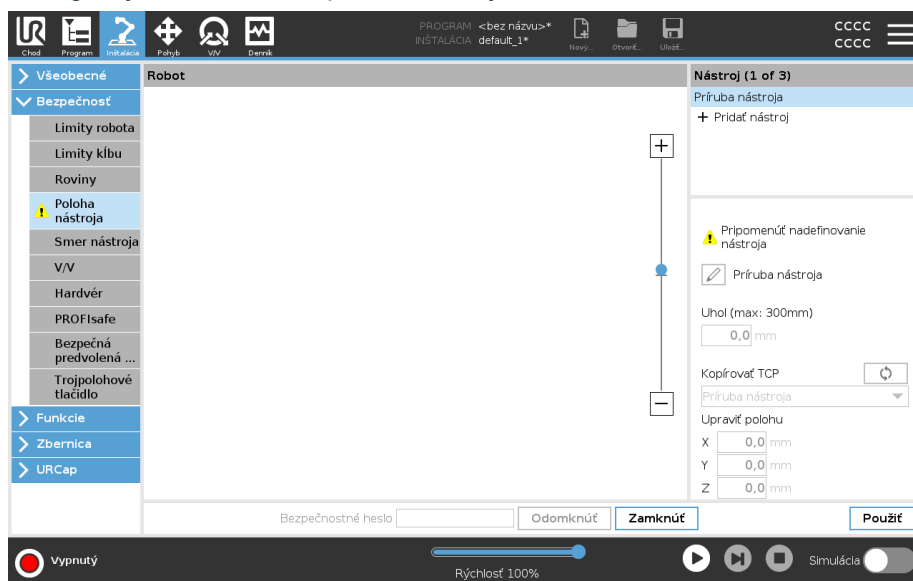 Chod Program Inštalácia Pohyb V/V Denník
PROGRAM <bez názvu>*
INŠTALÁCIA default_1*
Nový... Otvoriť... Uložiť...
cccc
cccc
Všeobecné
Bezpečnosť
Limity robota
Limity kĺbu
Roviny
Poloha
nástroja
Smer nástroja
V/V
Hardvér
PROFIsafe
Bezpečná
predvolená ...
Trojpolohové
tlačidlo
Funkcie
Zbernica
URCap
Robot
Nástroj (1 of 3)
Príruba nástroja
+ Pridať nástroj
Pripomenúť nadefinovanie
nástroja
Príruba nástroja
Uhol (max: 300mm)
0,0 mm
Kopírovať TCP
Príruba nástroja
Upraviť polohu
X 0,0 mm
Y 0,0 mm
Z 0,0 mm
Bezpečnostné heslo Odomknúť Zamknúť Použiť
Vypnutý
Rýchlosť 100%
Simulácia